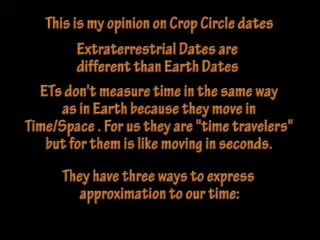 This is my opinion on Crop Circle dates
Extraterrestrial Dates are
different than Earth Dates
ETs don't measure time in the same way
as in Earth because they move in
Time/Space . For us they are "time travelers"
but for them is like moving in seconds.
They have three ways to express
approximation to our time: